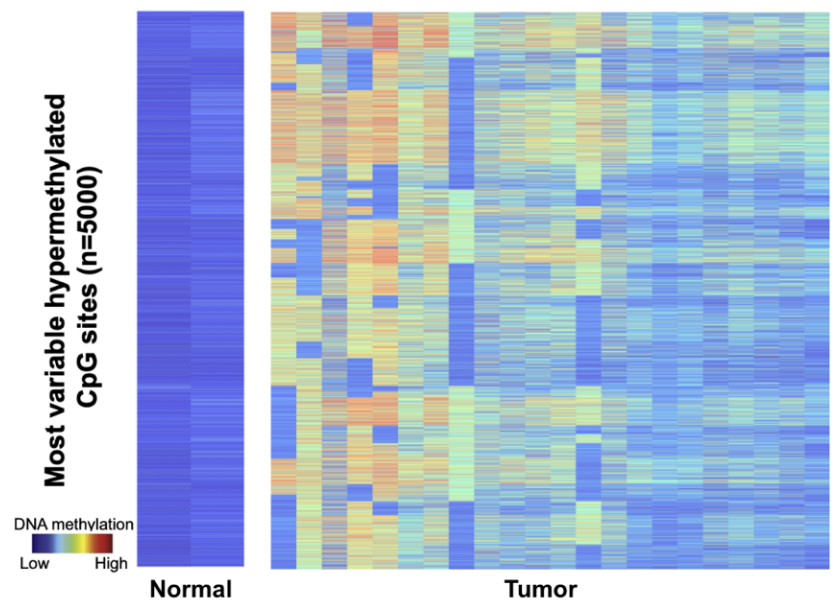 Most variable hypermethylated
CpG sites (n=5000)
DNA methylation
Low High
Normal Tumor